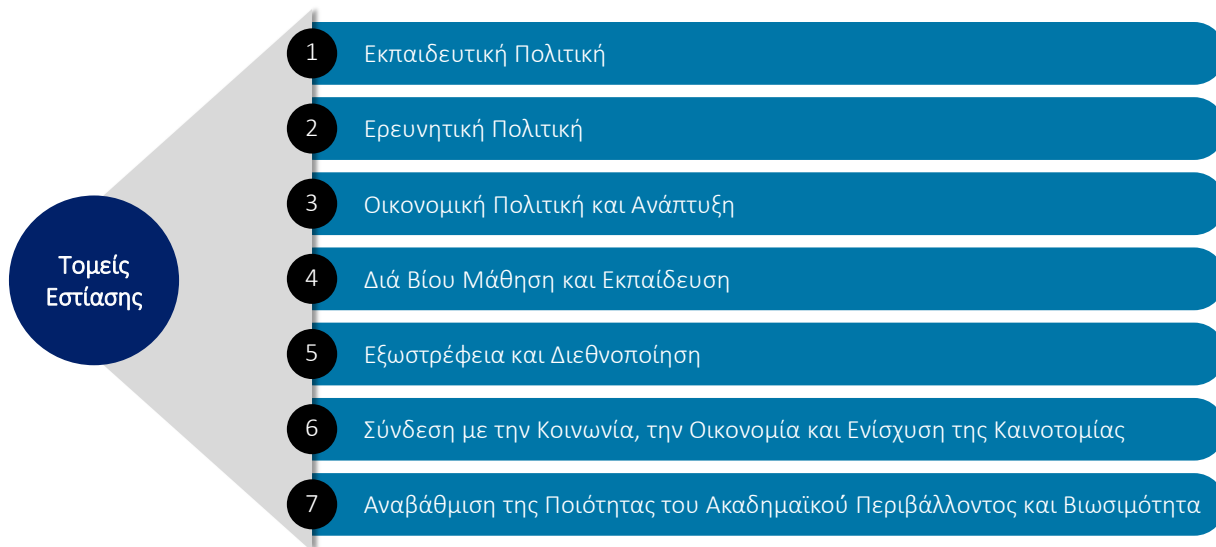 Τομείς
Εστίασης
1 Εκπαιδευτική Πολιτική
2 Ερευνητική Πολιτική
3 Οικονομική Πολιτική και Ανάπτυξη
4 Διά Βίου Μάθηση και Εκπαίδευση
5 Εξωστρέφεια και Διεθνοποίηση
6 Σύνδεση με την Κοινωνία, την Οικονομία και Ενίσχυση της Καινοτομίας
7 Αναβάθμιση της Ποιότητας του Ακαδημαϊκού Περιβάλλοντος και Βιωσιμότητα